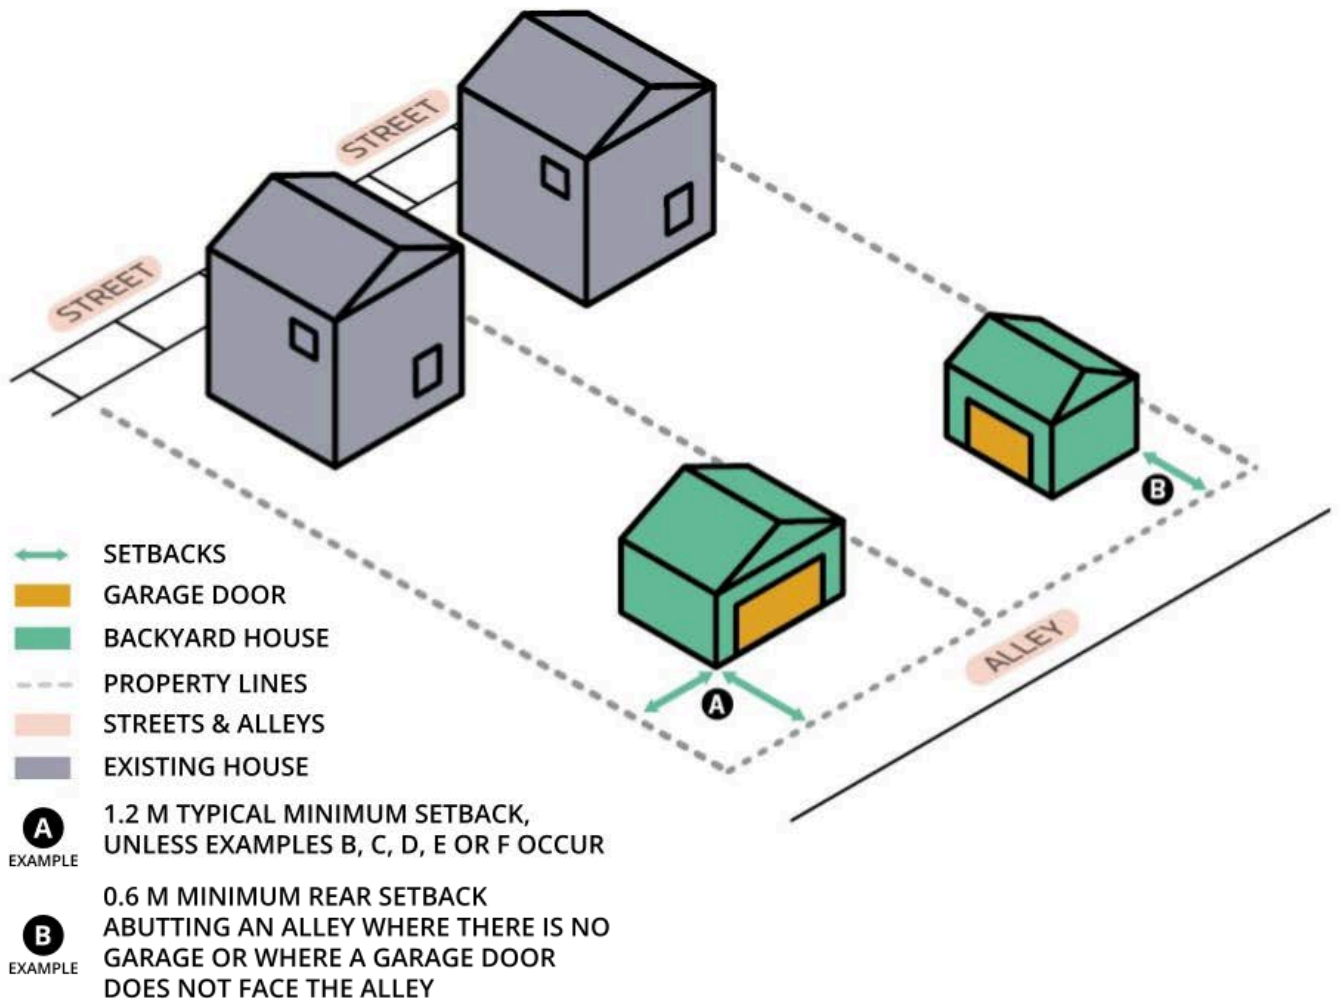 STREET
STREET
B
ALLEY
A
SETBACKS
GARAGE DOOR
BACKYARD HOUSE
PROPERTY LINES
STREETS & ALLEYS
EXISTING HOUSE
A
EXAMPLE
1.2 M TYPICAL MINIMUM SETBACK,
UNLESS EXAMPLES B, C, D, E OR F OCCUR
B
EXAMPLE
0.6 M MINIMUM REAR SETBACK
ABUTTING AN ALLEY WHERE THERE IS NO
GARAGE OR WHERE A GARAGE DOOR
DOES NOT FACE THE ALLEY